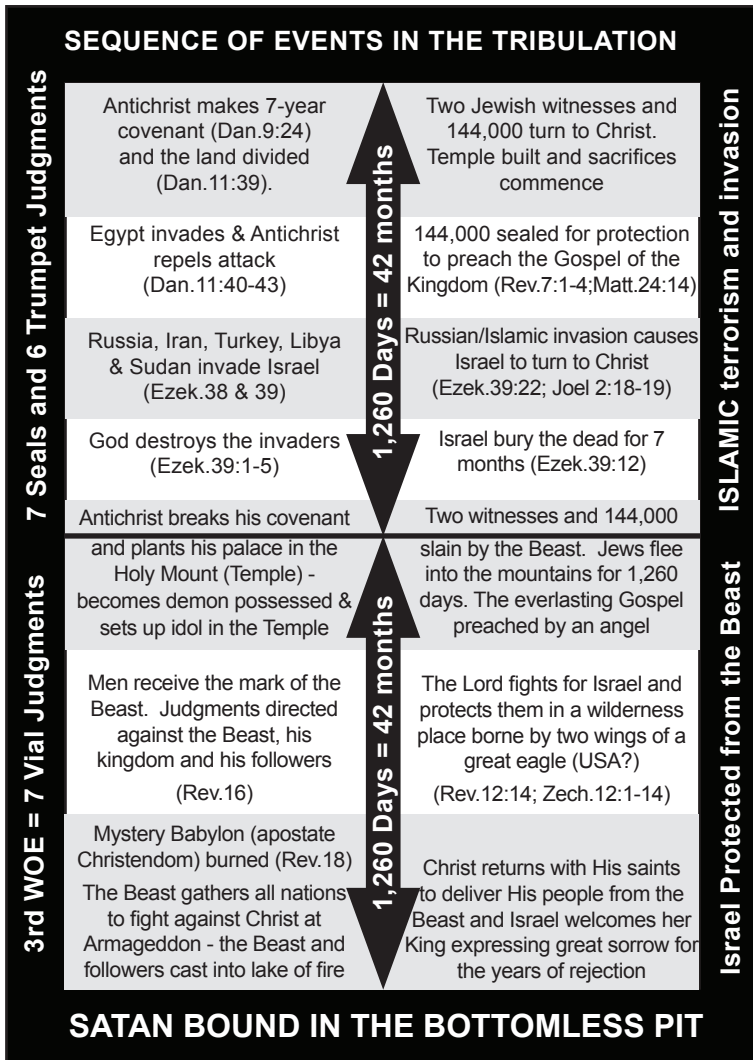 SEQUENCE OF EVENTS IN THE TRIBULATION
7 Seals and 6 Trumpet Judgments
3rd WOE = 7 Vial Judgments
Antichrist makes 7-year
covenant (Dan.9:24)
and the land divided
(Dan.11:39).
Egypt invades & Antichrist
repels attack
(Dan.11:40-43)
Russia, Iran, Turkey, Libya
& Sudan invade Israel
(Ezek.38 & 39)
God destroys the invaders
(Ezek.39:1-5)
Antichrist breaks his covenant
and plants his palace in the
Holy Mount (Temple) -
becomes demon possessed &
sets up idol in the Temple
Men receive the mark of the
Beast. Judgments directed
against the Beast, his
kingdom and his followers
(Rev.16)
Mystery Babylon (apostate
Christendom) burned (Rev.18)
The Beast gathers all nations
to fight against Christ at
Armageddon - the Beast and
followers cast into lake of fire
1,260 Days = 42 months
1,260 Days = 42 months
Two Jewish witnesses and
144,000 turn to Christ.
Temple built and sacrifices
commence
144,000 sealed for protection
to preach the Gospel of the
Kingdom (Rev.7:1-4;Matt.24:14)
Russian/Islamic invasion causes
Israel to turn to Christ
(Ezek.39:22; Joel 2:18-19)
Israel bury the dead for 7
months (Ezek.39:12)
Two witnesses and 144,000
slain by the Beast. Jews flee
into the mountains for 1,260
days. The everlasting Gospel
preached by an angel
The Lord fights for Israel and
protects them in a wilderness
place borne by two wings of a
great eagle (USA?)
(Rev.12:14; Zech.12:1-14)
Christ returns with His saints
to deliver His people from the
Beast and Israel welcomes her
King expressing great sorrow for
the years of rejection
ISLAMIC terrorism and invasion
Israel Protected from the Beast
SATAN BOUND IN THE BOTTOMLESS PIT